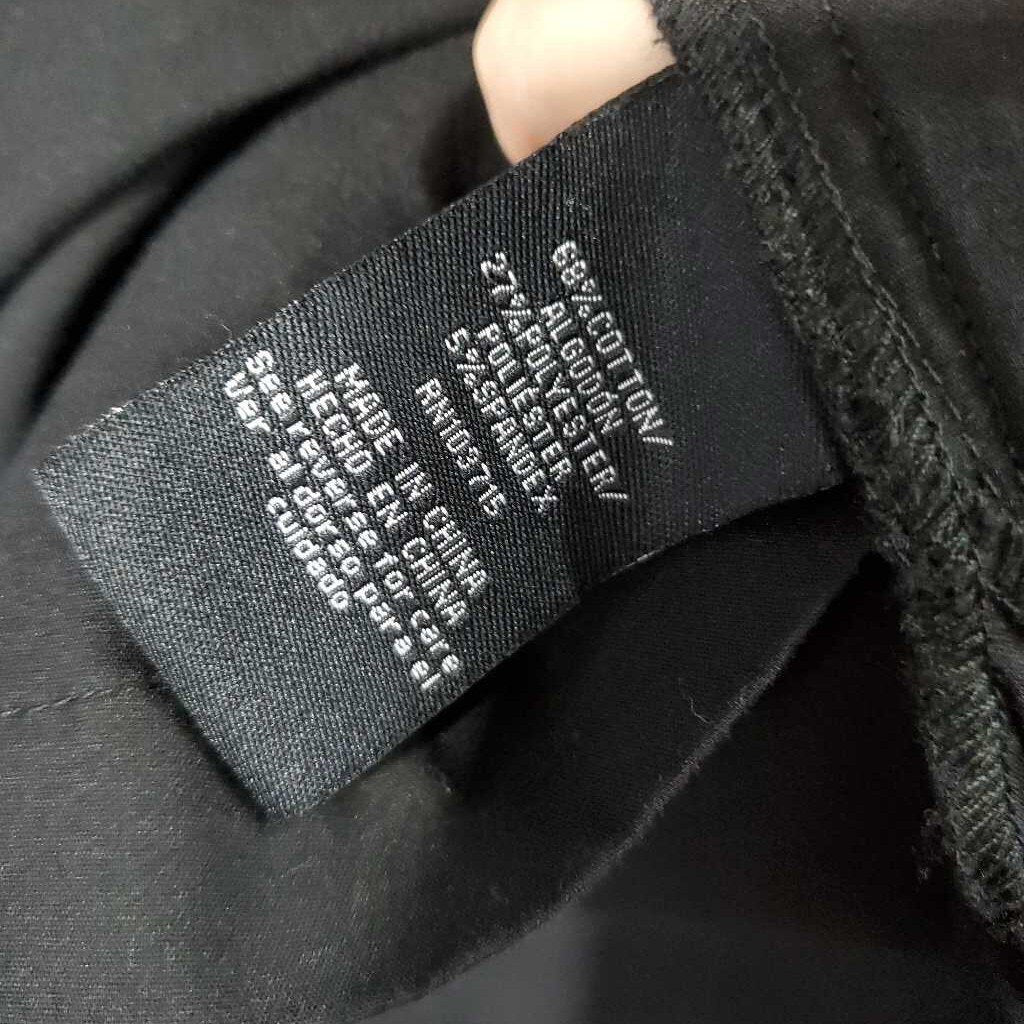 68%COTTON/
ALGODÓN
27%POLYESTER/
POLIESTER
5%SPANDEX
RN103715
MADE IN CHINA
HECHO EN CHINA
See reverse for care
Ver al dorso para el
cuidado